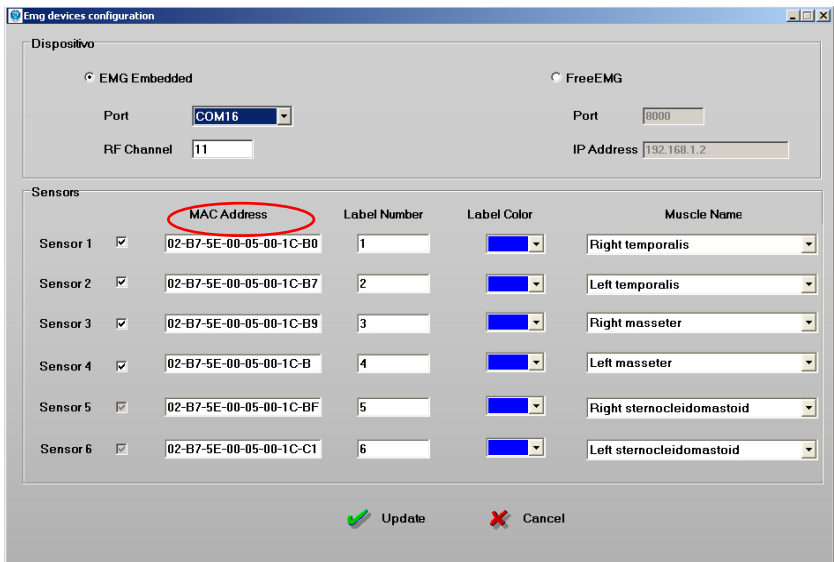 Emg devices configuration
Dispositivo
EMG Embedded FreeEMG
Port COM16 Port 8000
RF Channel 11 IP Address 192.168.1.2
Sensors
MAC Address Label Number Label Color Muscle Name
Sensor 1 02-B7-5E-00-05-00-1C-B0 1 Right temporalis
Sensor 2 02-B7-5E-00-05-00-1C-B7 2 Left temporalis
Sensor 3 02-B7-5E-00-05-00-1C-B9 3 Right masseter
Sensor 4 02-B7-5E-00-05-00-1C-B 4 Left masseter
Sensor 5 02-B7-5E-00-05-00-1C-BF 5 Right sternocleidomastoid
Sensor 6 02-B7-5E-00-05-00-1C-C1 6 Left sternocleidomastoid
Update Cancel